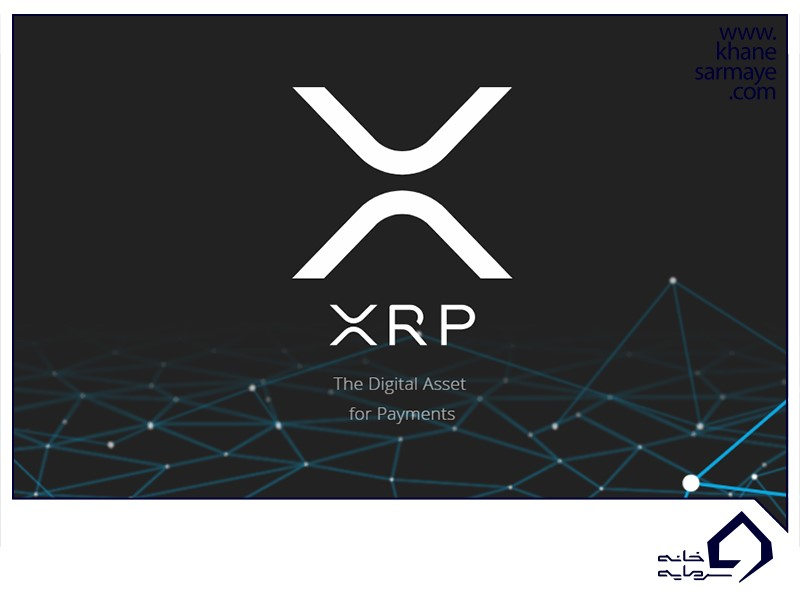 www.
khane
sarmaye
.com
XRP
The Digital Asset
for Payments
خانه
سرمایه